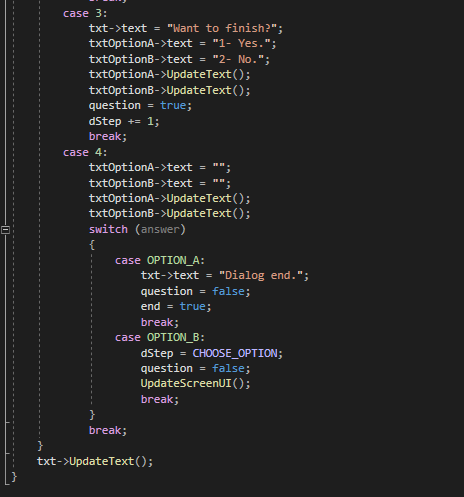 break;
case 3:
txt->text = "Want to finish?";
txtOptionA->text = "1- Yes.";
txtOptionB->text = "2- No.";
txtOptionA->UpdateText();
txtOptionB->UpdateText();
question = true;
dStep += 1;
break;
case 4:
txtOptionA->text = "";
txtOptionB->text = "";
txtOptionA->UpdateText();
txtOptionB->UpdateText();
switch (answer)
{
case OPTION_A:
txt->text = "Dialog end.";
question = false;
end = true;
break;
case OPTION_B:
dStep = CHOOSE_OPTION;
question = false;
UpdateScreenUI();
break;
}
break;
}
txt->UpdateText();
}